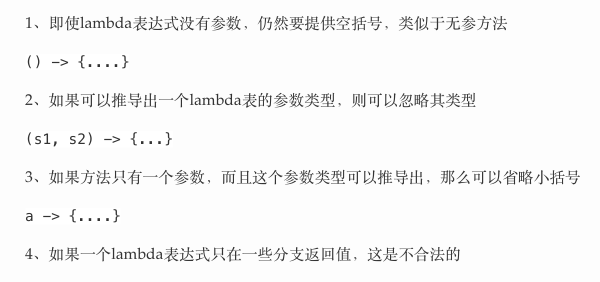 1、即使lambda表达式没有参数，仍然要提供空括号，类似于无参方法
() -> {....}
2、如果可以推导出一个lambda表的参数类型，则可以忽略其类型
(s1, s2) -> {...}
3、如果方法只有一个参数，而且这个参数类型可以推导出，那么可以省略小括号
a -> {....}
4、如果一个lambda表达式只在一些分支返回值，这是不合法的